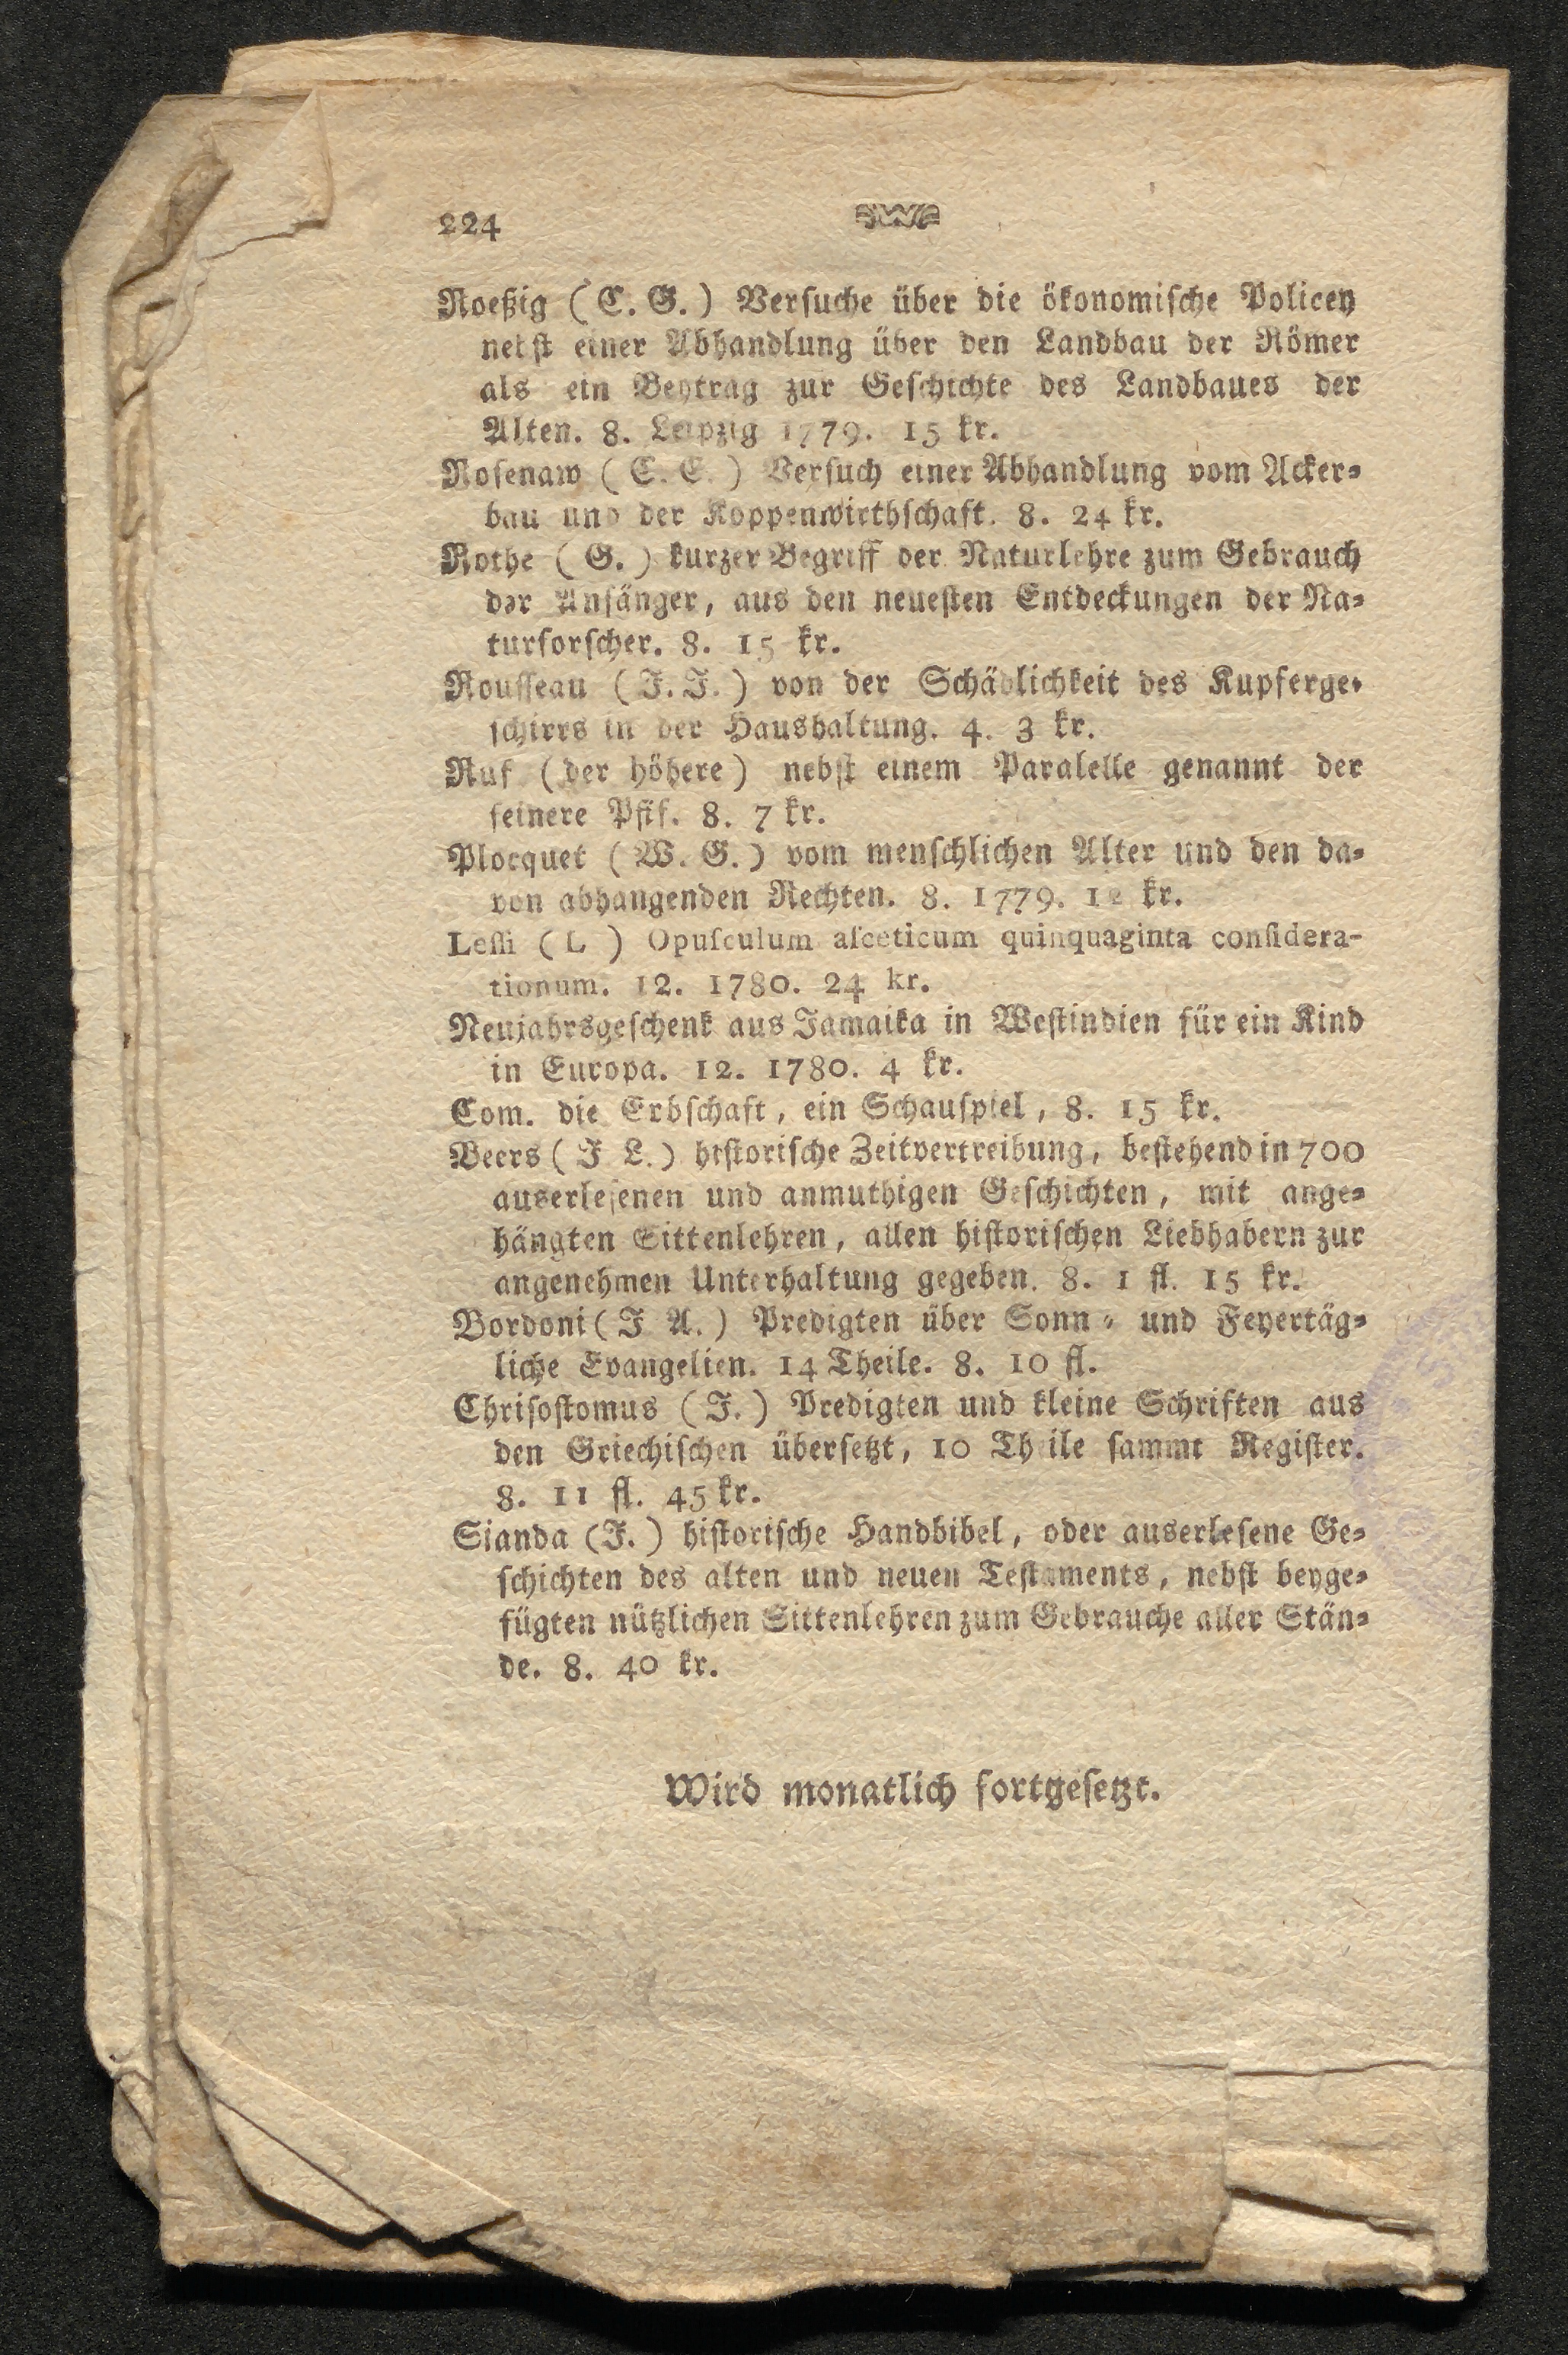 224
Roeßig (C. G.) Verſuche über die ökonomiſche Policey
nebſt einer Abhandlung über den Landbau der Römer
als ein Beytrag zur Geſchichte des Landbaues der
Alten. 8. Leipzig 1779. 15 kr.
Roſenaw (C. E.) Verſuch einer Abhandlung vom Acker⸗
bau und der Koppenwirthſchaft. 8. 24 kr.
Rothe (G.) kurzer Begriff der Naturlehre zum Gebrauch
der Anfänger, aus den neueſten Entdeckungen der Na⸗
turforſcher. 8. 15 kr.
Rouſſeau (J. J.) von der Schädlichkeit des Kupferge⸗
ſchirrs in der Haushaltung. 4. 3 kr.
Ruf (der höhere) nebſt einem Paralelle genannt der
feinere Pfif. 8. 7 kr.
Plocquet (W. G.) vom menſchlichen Alter und den da⸗
von abhangenden Rechten. 8. 1779. 12 kr.
Leſſi (L ) Opuſculum aſceticum quinquaginta conſidera-
tionum. 12. 1780. 24 kr.
Neujahrsgeſchenk aus Jamaika in Weſtindien für ein Kind
in Europa. 12. 1780. 4 kr.
Com. die Erbſchaft, ein Schauſpiel, 8. 15 kr.
Beers (J L.) hiſtoriſche Zeitvertreibung, beſtehend in 700
auserleſenen und anmuthigen Geſchichten, mit ange⸗
hängten Sittenlehren, allen hiſtoriſchen Liebhabern zur
angenehmen Unterhaltung gegeben. 8. 1 fl. 15 kr.
Bordoni (J A.) Predigten über Sonn⸗ und Feyertäg⸗
liche Evangelien. 14 Theile. 8. 10 fl.
Chriſoſtomus (J.) Predigten und kleine Schriften aus
den Griechiſchen überſetzt, 10 Theile ſammt Regiſter.
8. 11 fl. 45 kr.
Sianda (J.) hiſtoriſche Handbibel, oder auserleſene Ge⸗
ſchichten des alten und neuen Teſtaments, nebſt beyge⸗
fügten nützlichen Sittenlehren zum Gebrauche aller Stän⸗
de. 8. 40 kr.
Wird monatlich fortgeſetzt.